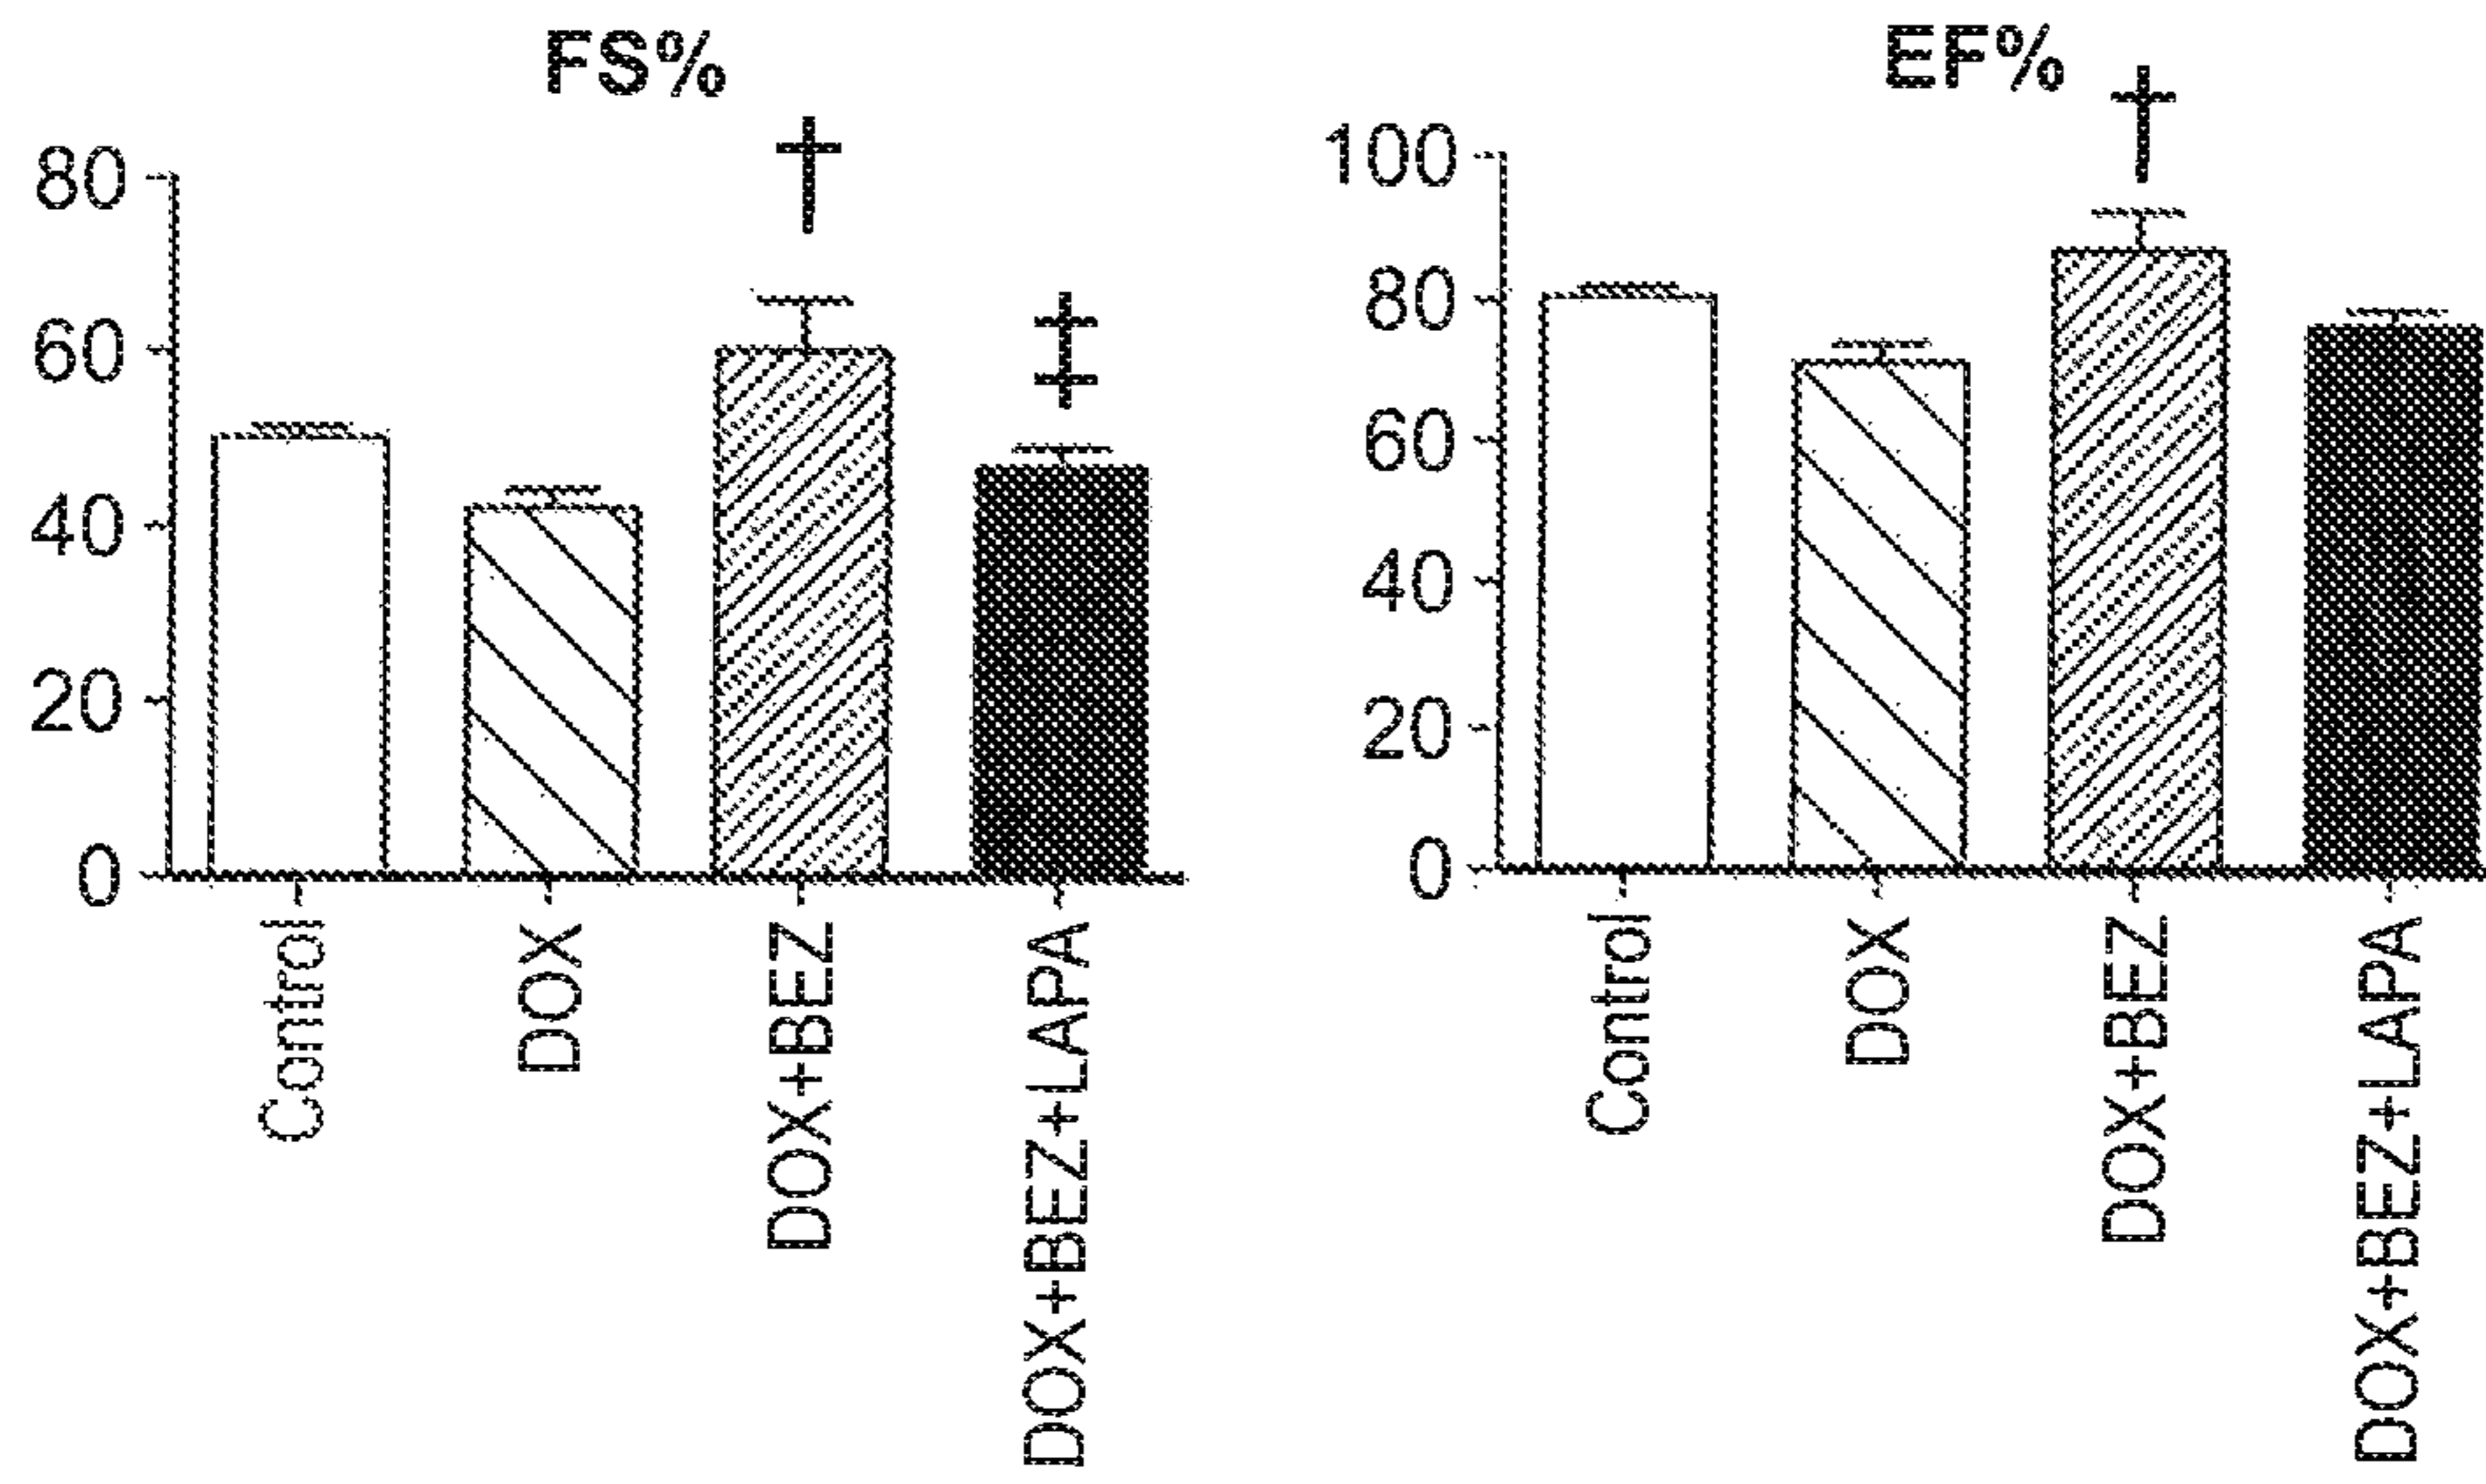 FS%
80
60
40
20
0
†
‡
Control
DOX
DOX+BEZ
DOX+BEZ+LAPA
EF%
100
80
60
40
20
0
†
Control
DOX
DOX+BEZ
DOX+BEZ+LAPA